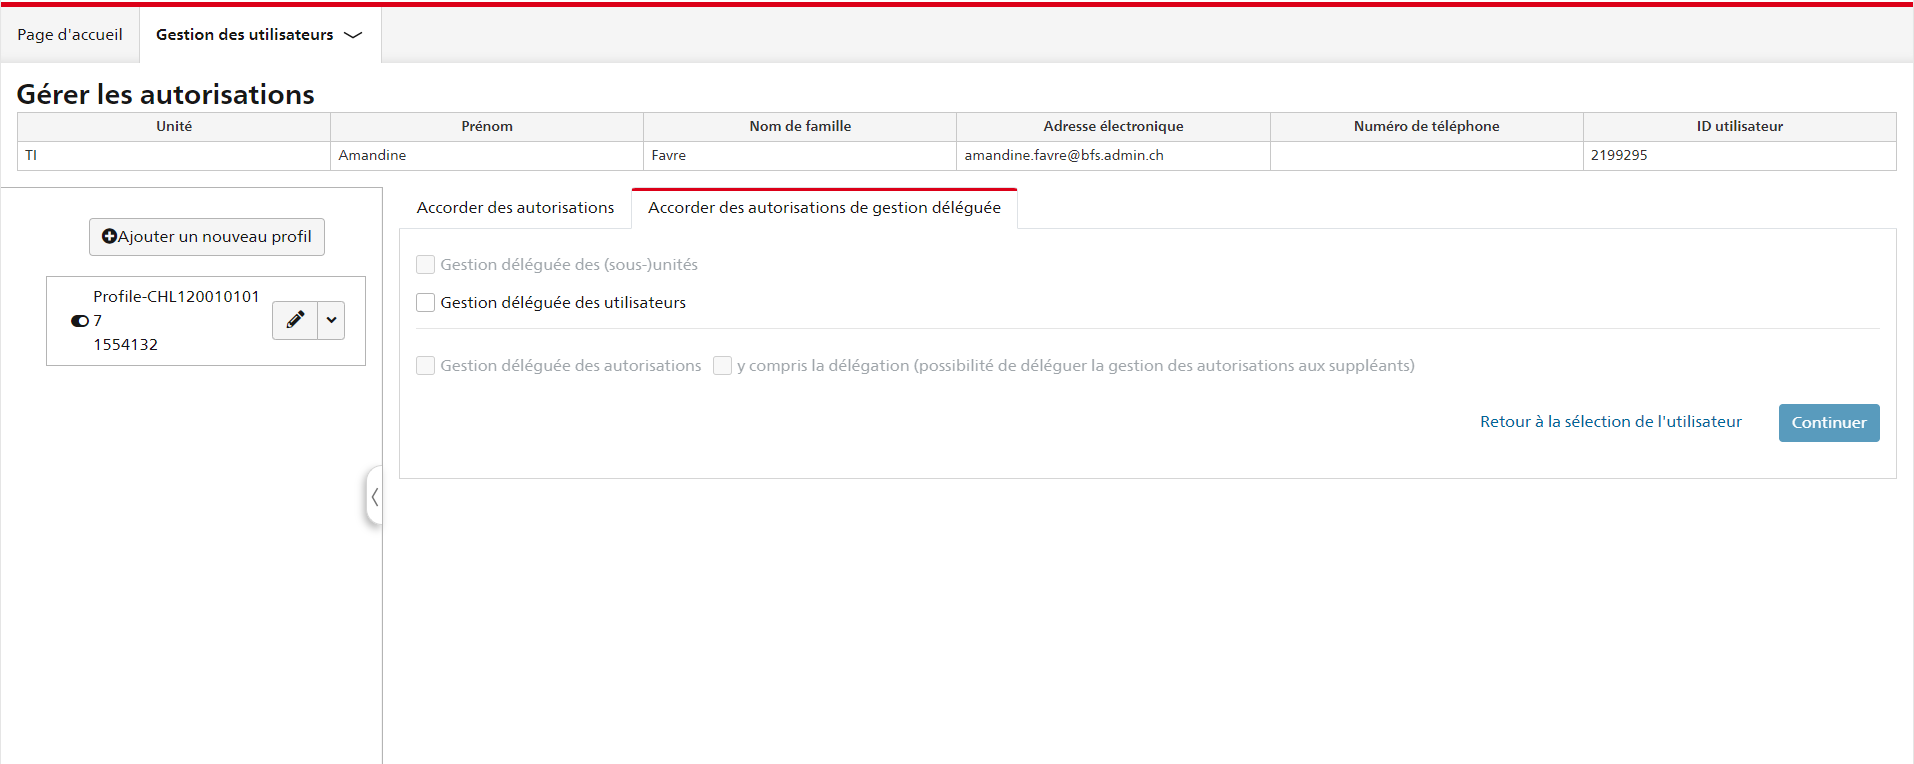 Page d'accueil
Gestion des utilisateurs
Gérer les autorisations
Unité Prénom Nom de famille Adresse électronique Numéro de téléphone ID utilisateur
TI Amandine Favre amandine.favre@bfs.admin.ch 2199295
Ajouter un nouveau profil
Profile-CHL120010101
7
1554132
Accorder des autorisations
Accorder des autorisations de gestion déléguée
Gestion déléguée des (sous-)unités
Gestion déléguée des utilisateurs
Gestion déléguée des autorisations y compris la délégation (possibilité de déléguer la gestion des autorisations aux suppléants)
Retour à la sélection de l'utilisateur
Continuer